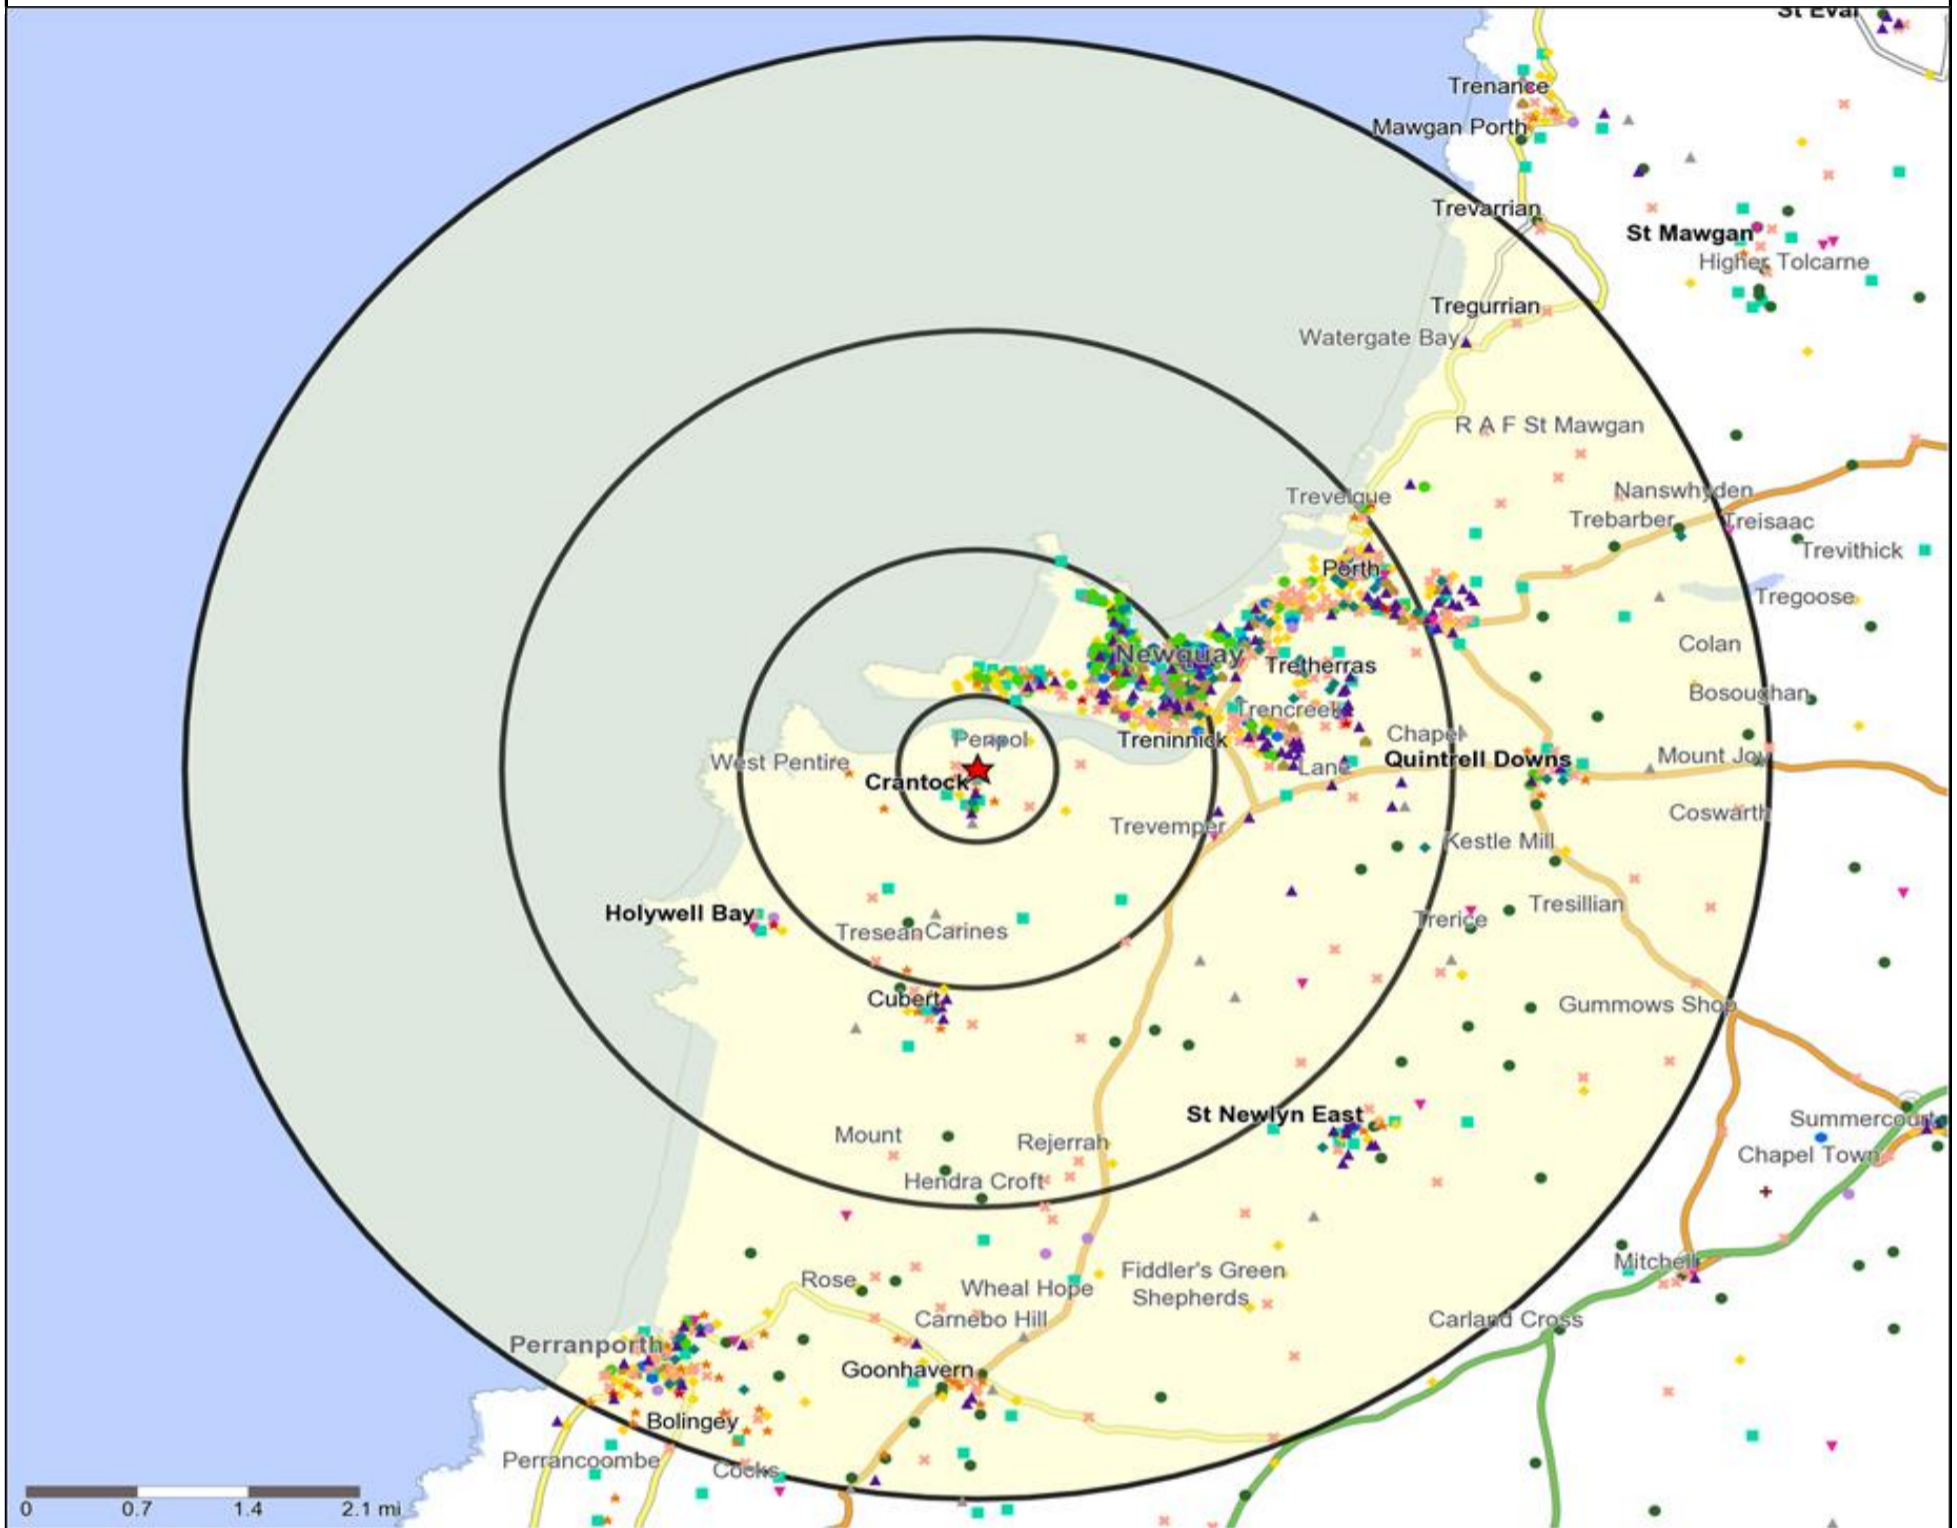 St Eval
Trenance
Mawgan Porth
Trevarrian
St Mawgan
Higher Tolcarne
Tregurrian
Watergate Bay
R A F St Mawgan
Trevelgue
Nanswhyden
Trebarber
Treisaac
Trevithick
Porth
Tregoose
Colan
Newquay
Tretherras
Bosoughan
Trencreek
Penpol
Treninnick
Chapel
West Pentire
Quintrell Downs
Mount Joy
Lane
Crantock
Coswarth
Trevemper
Kestle Mill
Holywell Bay
Tresean
Carines
Trerice
Tresillian
Cubert
Gummows Shop
St Newlyn East
Summercourt
Mount
Rejerrah
Chapel Town
Hendra Croft
Mitchell
Rose
Wheal Hope
Fiddler's Green
Shepherds
Carnebo Hill
Carland Cross
Perranporth
Goonhavern
Bolingey
Perrancoombe
Cocks
0 0.7 1.4 2.1 mi